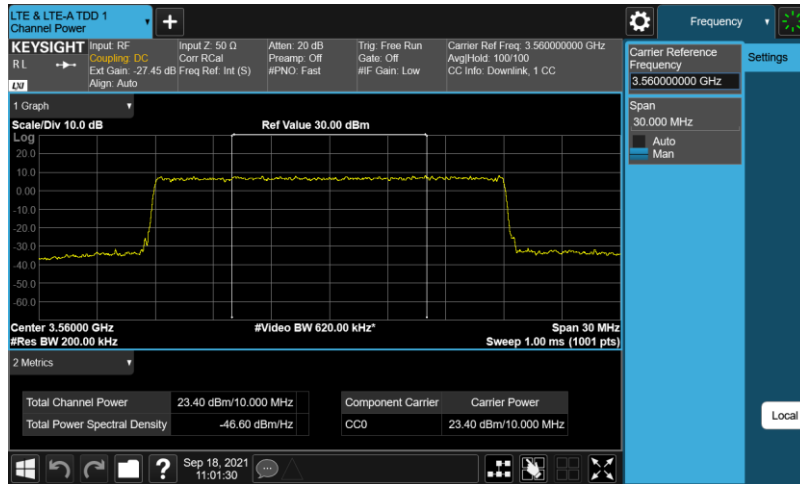 LTE & LTE-A TDD 1
Channel Power
Frequency
KEYSIGHT
R L
LXI
Input: RF
Coupling: DC
Ext Gain: -27.45 dB
Align: Auto
Input Z: 50 Ω
Corr RCal
Freq Ref: Int (S)
Atten: 20 dB
Preamp: Off
#PNO: Fast
Trig: Free Run
Gate: Off
#IF Gain: Low
Carrier Ref Freq: 3.560000000 GHz
Avg|Hold: 100/100
CC Info: Downlink, 1 CC
Carrier Reference
Frequency
3.560000000 GHz
Settings
Span
30.000 MHz
Auto
Man
1 Graph
Scale/Div 10.0 dB
Ref Value 30.00 dBm
Log
20.0
10.0
0.00
-10.0
-20.0
-30.0
-40.0
-50.0
-60.0
Center 3.56000 GHz
#Video BW 620.00 kHz*
Span 30 MHz
#Res BW 200.00 kHz
Sweep 1.00 ms (1001 pts)
2 Metrics
Total Channel Power 23.40 dBm/10.000 MHz
Total Power Spectral Density -46.60 dBm/Hz
Component Carrier Carrier Power
CC0 23.40 dBm/10.000 MHz
Local
?
Sep 18, 2021
11:01:30